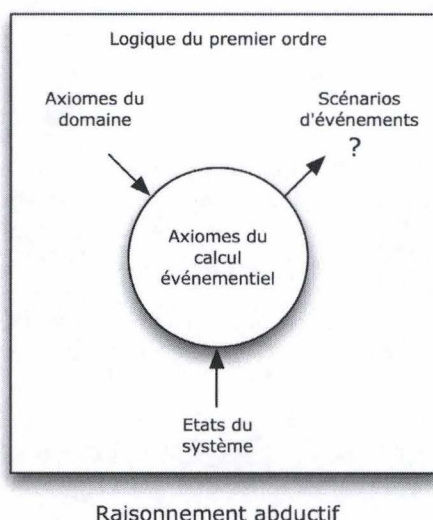 Logique du premier ordre
Axiomes du
domaine
Scénarios
d'événements
?
Axiomes du
calcul
événementiel
Etats du
système
Raisonnement abductif